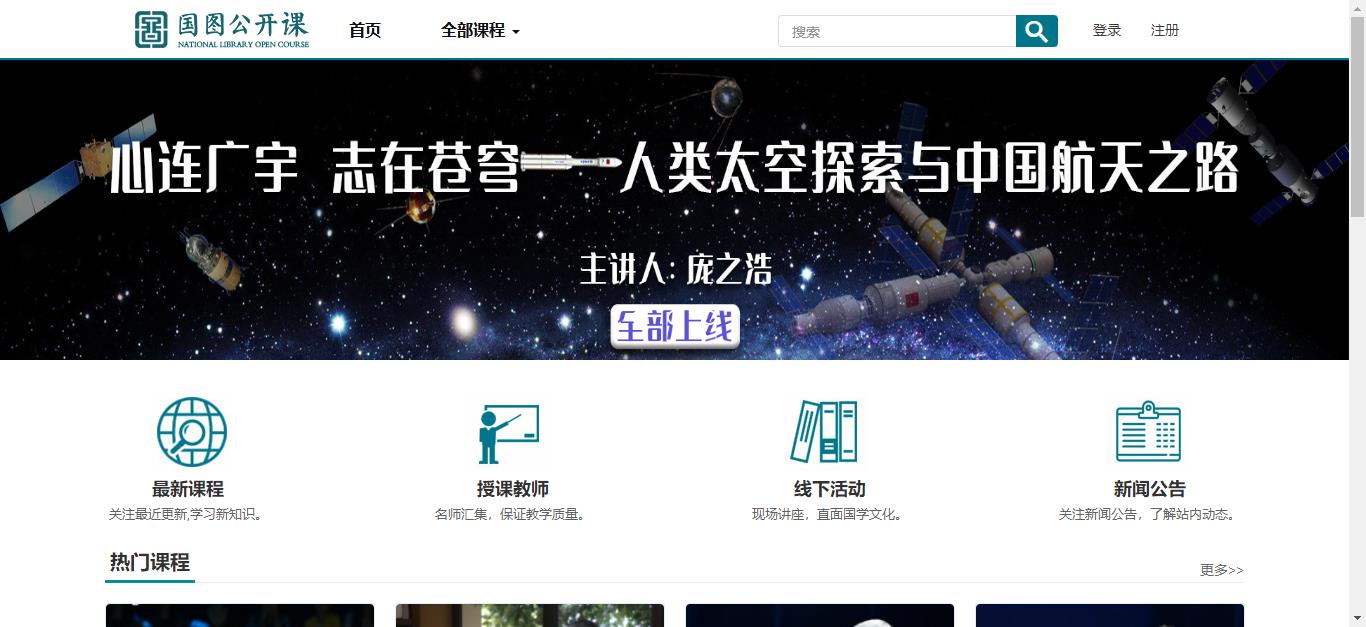 国图公开课
NATIONAL LIBRARY OPEN COURSE
首页
全部课程
搜索
登录
注册
心连广宇 志在苍穹 人类太空探索与中国航天之路
主讲人: 庞之浩
全部上线
最新课程
关注最近更新,学习新知识。
授课教师
名师汇集，保证教学质量。
线下活动
现场讲座，直面国学文化。
新闻公告
关注新闻公告，了解站内动态。
热门课程
更多>>